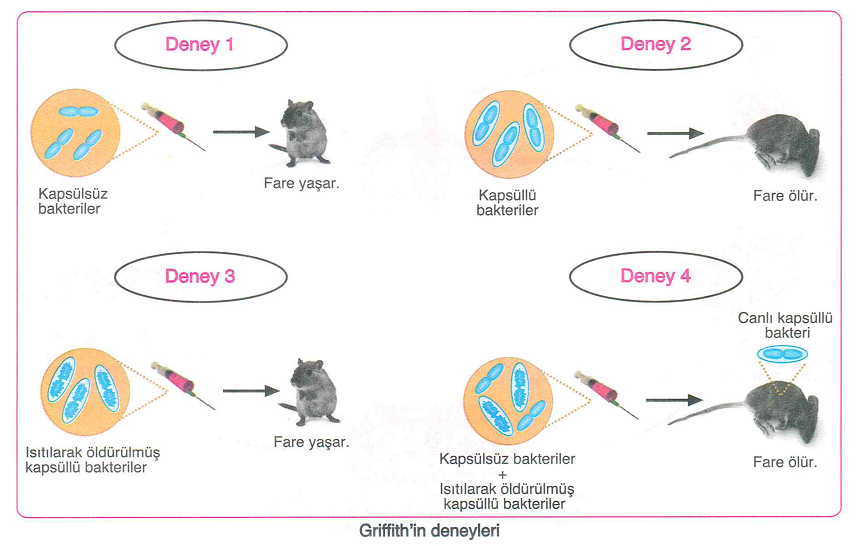 Deney 1
Kapsülsüz
bakteriler
Fare yaşar.
Deney 2
Kapsüllü
bakteriler
Fare ölür.
Deney 3
Isıtılarak öldürülmüş
kapsüllü bakteriler
Fare yaşar.
Deney 4
Kapsülsüz bakteriler
+
Isıtılarak öldürülmüş
kapsüllü bakteriler
Canlı kapsüllü
bakteri
Fare ölür.
Griffith'in deneyleri